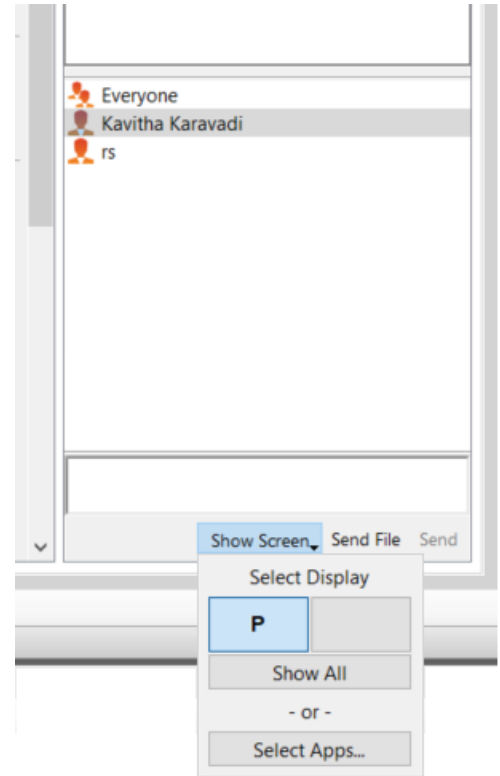 Everyone
Kavitha Karavadi
rs
Show Screen Send File Send
Select Display
P
Show All
- or -
Select Apps...